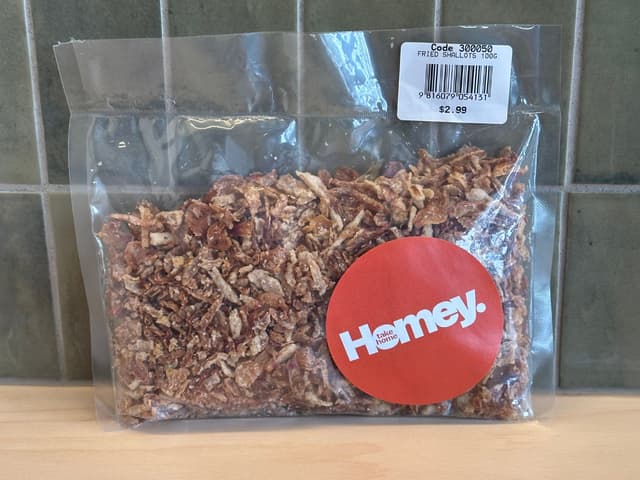 Code 300050
FRIED SHALLOTS 100G
9 816079 054131
$2.99
Homey.
take
home